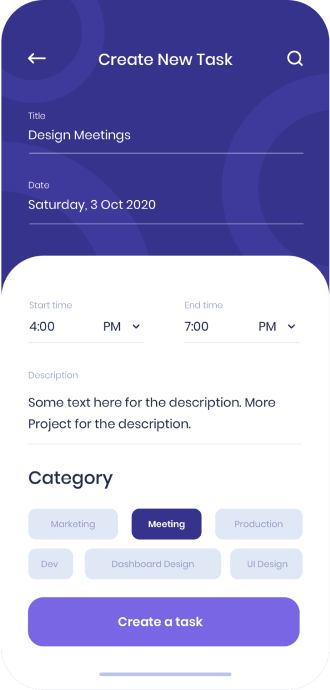 Create New Task
Title
Design Meetings
Date
Saturday, 3 Oct 2020
Start time End time
4:00 PM 7:00 PM
Description
Some text here for the description. More
Project for the description.
Category
Marketing Meeting Production
Dev Dashboard Design UI Design
Create a task